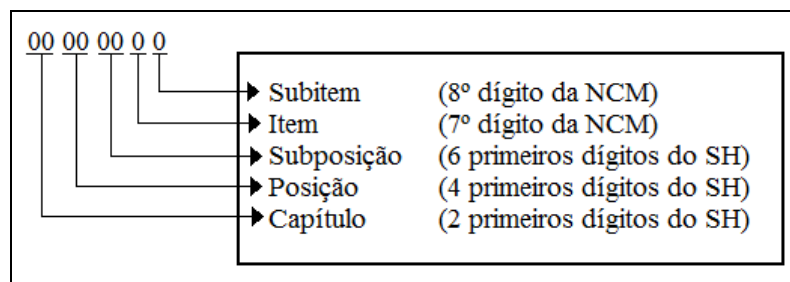 00 00 00 0 0
Subitem (8º dígito da NCM)
Item (7º dígito da NCM)
Subposição (6 primeiros dígitos do SH)
Posição (4 primeiros dígitos do SH)
Capítulo (2 primeiros dígitos do SH)